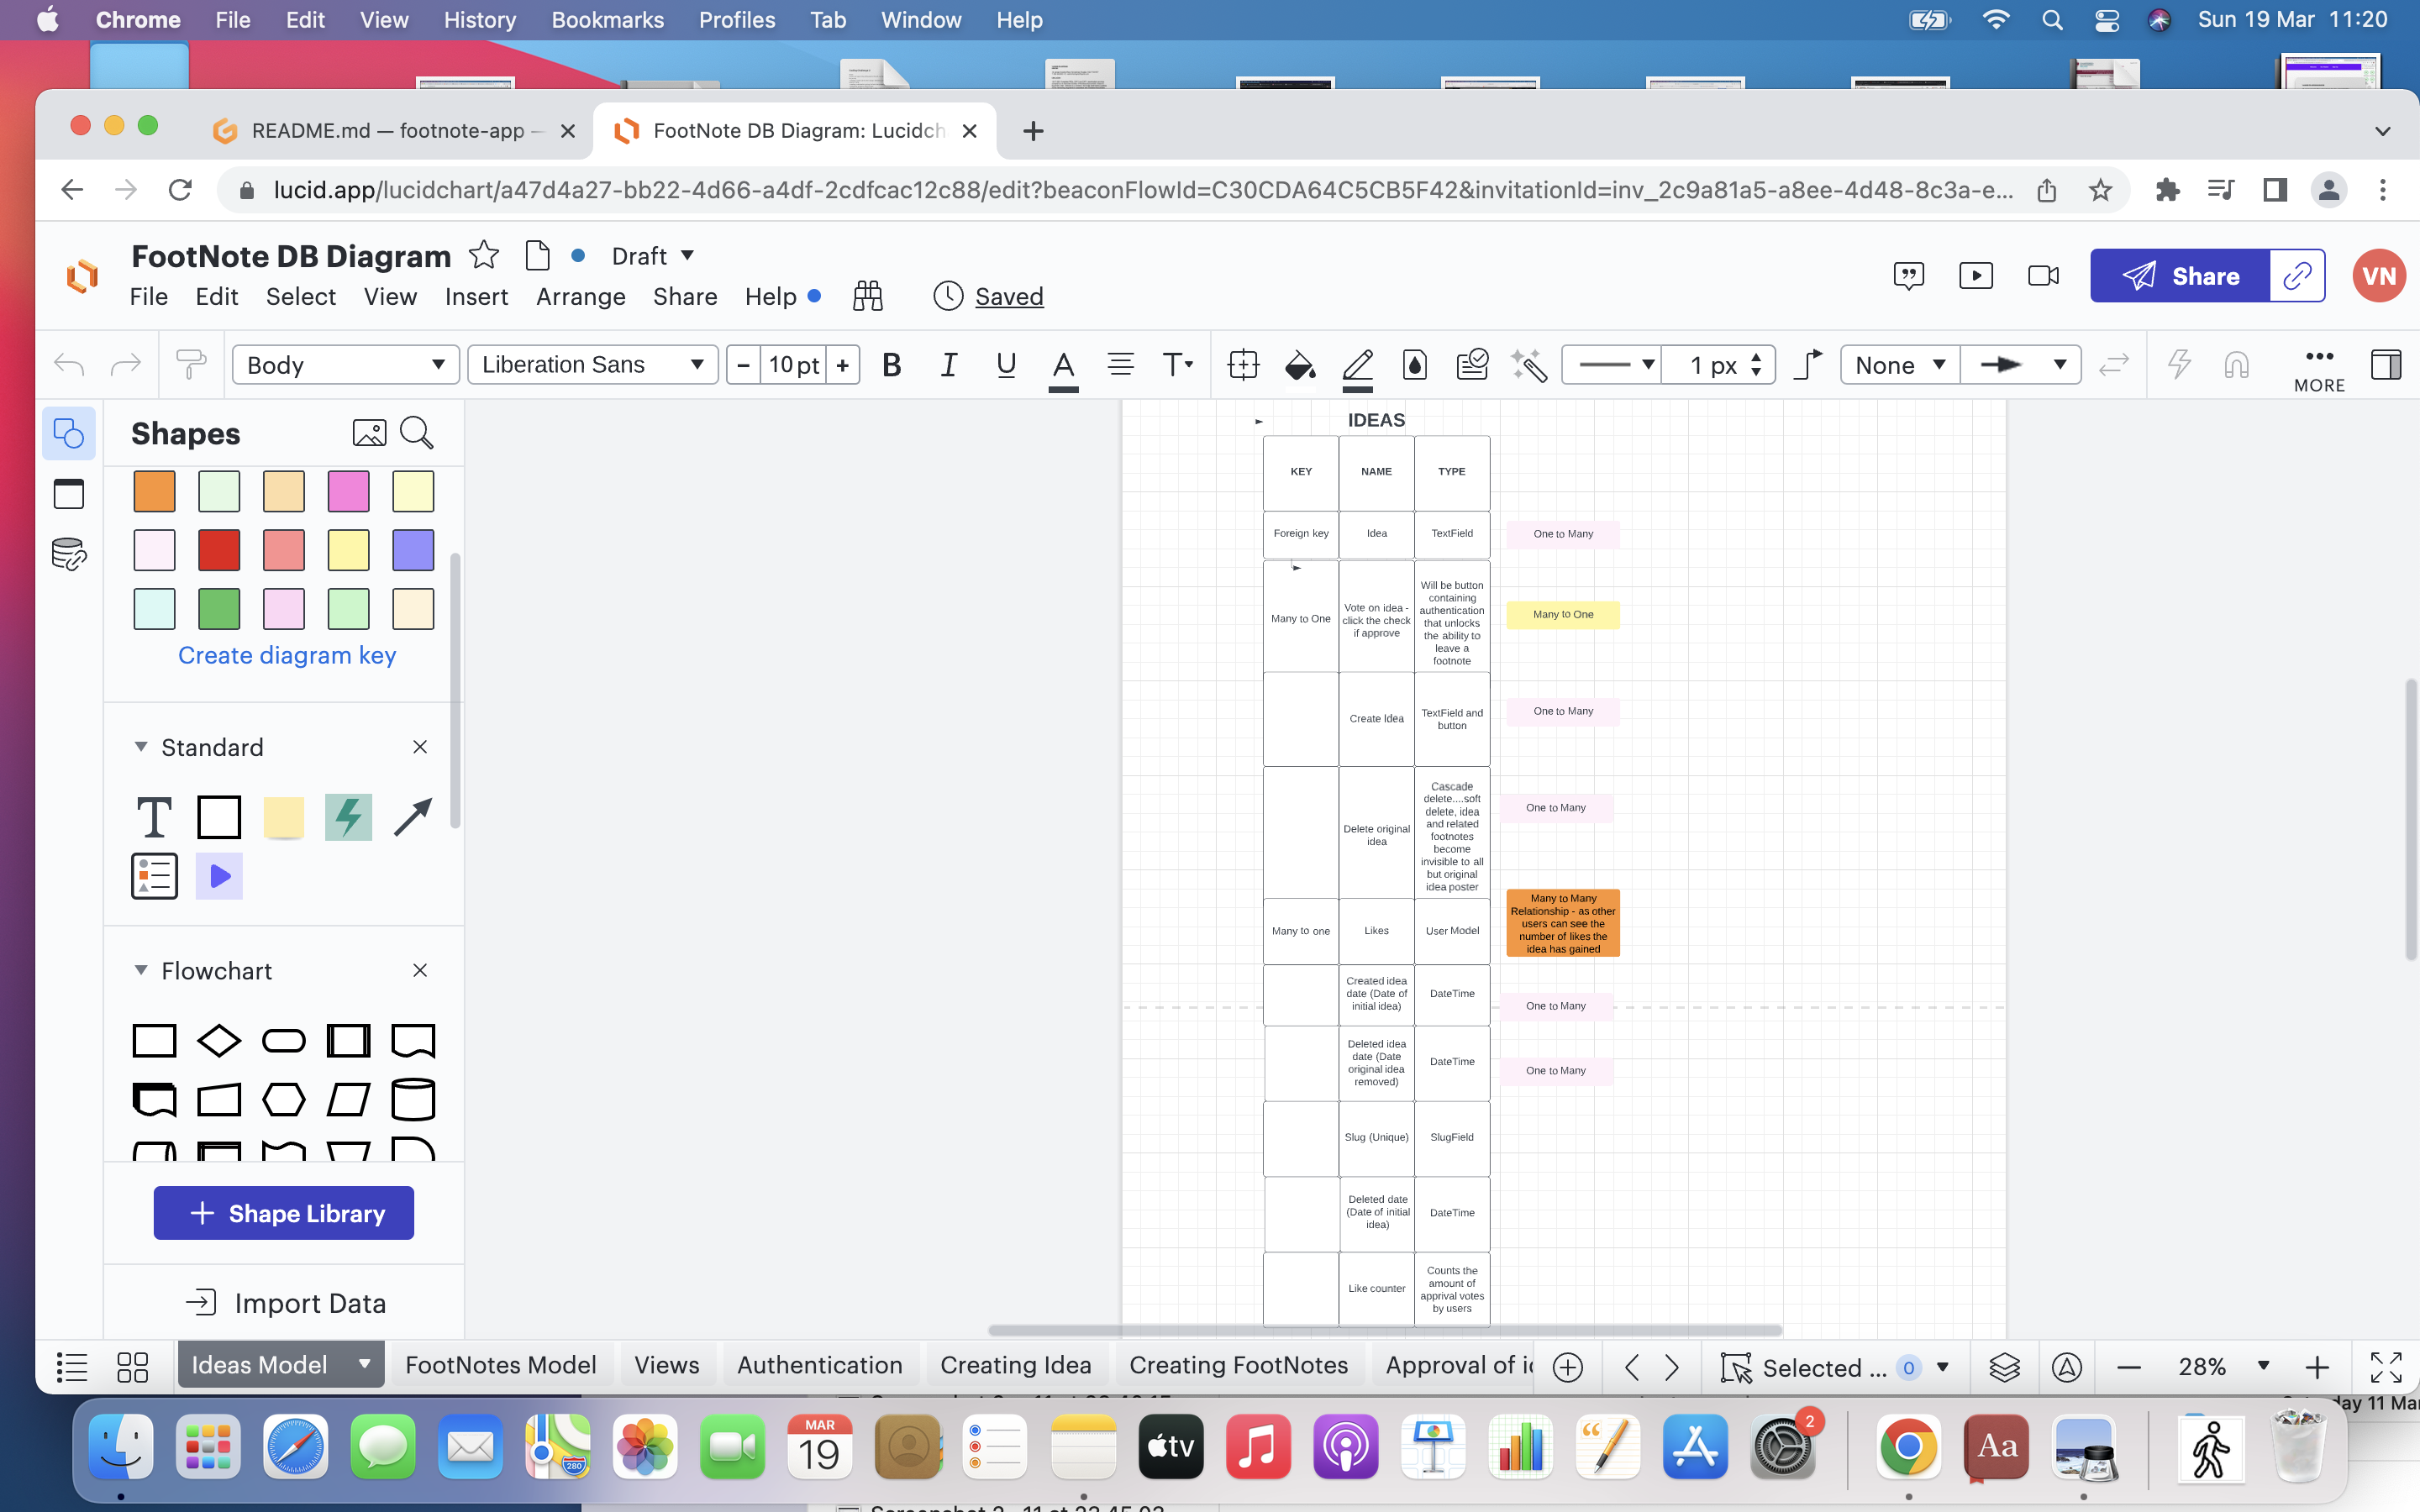 Chrome File Edit View History Bookmarks Profiles Tab Window Help Sun 19 Mar 11:20
README.md — footnote-app — FootNote DB Diagram: Lucidch
lucid.app/lucidchart/a47d4a27-bb22-4d66-a4df-2cdfcac12c88/edit?beaconFlowId=C30CDA64C5CB5F42&invitationId=inv_2c9a81a5-a8ee-4d48-8c3a-e...
FootNote DB Diagram Draft
File Edit Select View Insert Arrange Share Help Saved
Share VN
Body Liberation Sans - 10 pt + B I U A T 1 px None MORE
Shapes
Create diagram key
Standard
T
Flowchart
Shape Library
Import Data
IDEAS
KEY NAME TYPE
Foreign key Idea TextField One to Many
Many to One
Vote on idea -
click the check
if approve
Will be button
containing
authentication
that unlocks
the ability to
leave a
footnote
Many to One
Create Idea
TextField and
button
One to Many
Delete original
idea
Cascade
delete....soft
delete, idea
and related
footnotes
become
invisible to all
but original
idea poster
One to Many
Many to one Likes User Model
Many to Many
Relationship - as other
users can see the
number of likes the
idea has gained
Created idea
date (Date of
initial idea)
DateTime
One to Many
Deleted idea
date (Date
original idea
removed)
DateTime
One to Many
Slug (Unique) SlugField
Deleted date
(Date of initial
idea)
DateTime
Like counter
Counts the
amount of
apprival votes
by users
Ideas Model FootNotes Model Views Authentication Creating Idea Creating FootNotes Approval of i Selected ... 0 28%
day 11 Mar
MAR
19
280
tv
2
Aa